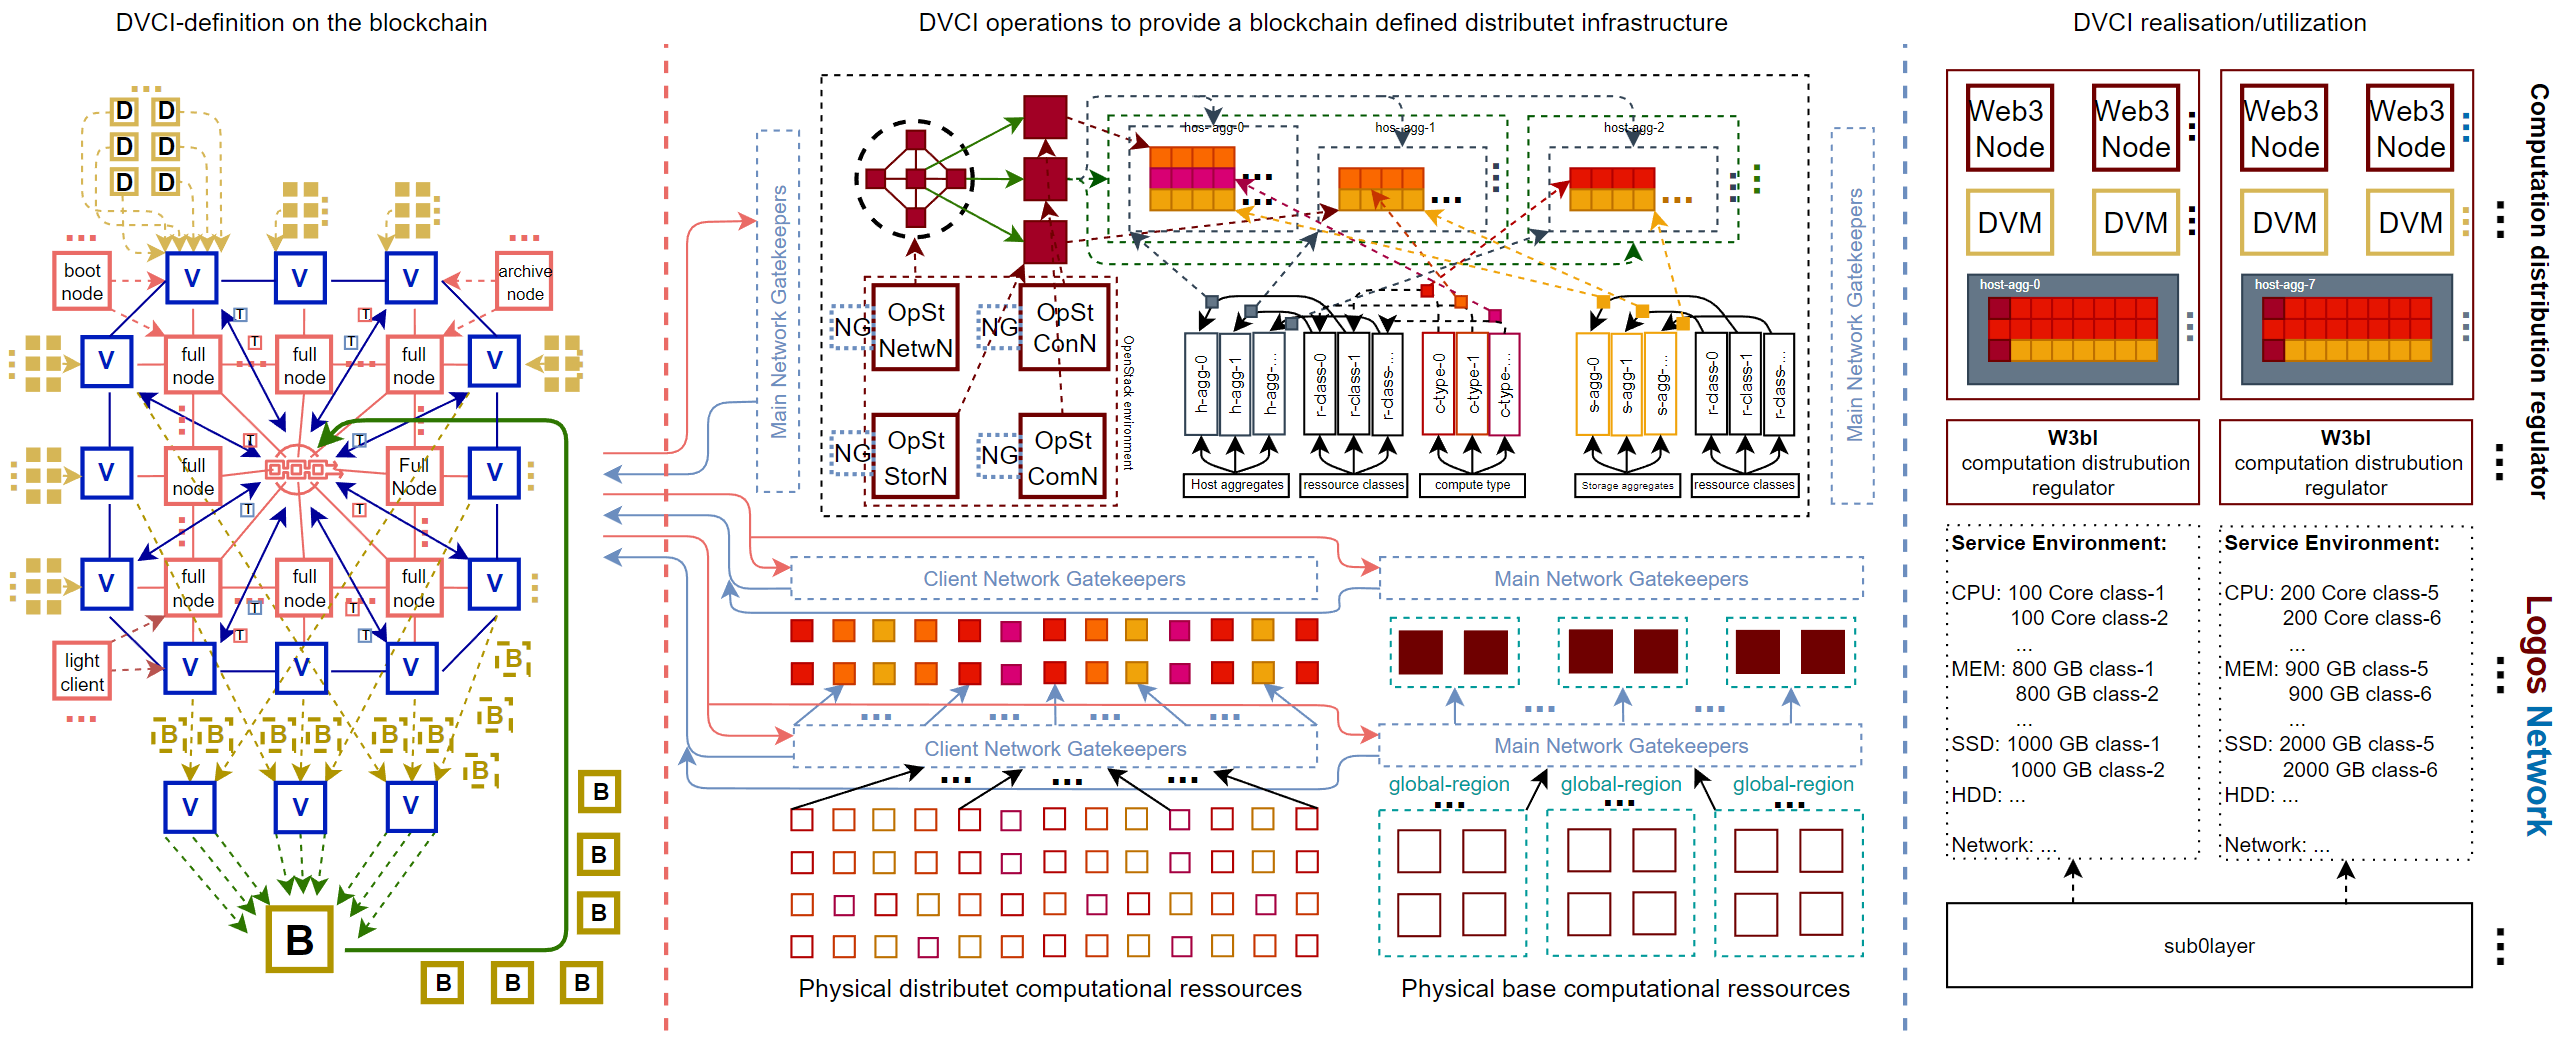 DVCI-definition on the blockchain
DVCI operations to provide a blockchain defined distributet infrastructure
DVCI realisation/utilization
D
D
D
D
D
D
boot
node
V
V
V
archive
node
T
T
V
full
node
T
full
node
T
full
node
V
V
full
node
T
T
Full
Node
V
T
T
V
full
node
full
node
full
node
V
T
T
T
T
light
client
V
V
V
B
B
B
B
B
B
B
B
B
V
V
V
B
B
B
B
B
B
B
Main Network Gatekeepers
host-agg-0
host-agg-1
host-agg-2
NG
OpSt
NetwN
NG
OpSt
ConN
NG
OpSt
StorN
NG
OpSt
ComN
OpenStack environment
h-agg-0
h-agg-1
h-agg-...
r-class-0
r-class-1
r-class-...
c-type-0
c-type-1
c-type-...
s-agg-0
s-agg-1
s-agg-...
r-class-0
r-class-1
r-class-...
Host aggregates
ressource classes
compute type
Storage aggregates
ressource classes
Main Network Gatekeepers
Client Network Gatekeepers
Main Network Gatekeepers
Client Network Gatekeepers
Main Network Gatekeepers
global-region
global-region
global-region
Physical distributet computational ressources
Physical base computational ressources
Web3
Node
Web3
Node
Web3
Node
Web3
Node
DVM
DVM
DVM
DVM
host-agg-0
host-agg-7
W3bl
computation distrubution
regulator
W3bl
computation distrubution
regulator
Service Environment:
CPU: 100 Core class-1
100 Core class-2
...
MEM: 800 GB class-1
800 GB class-2
...
SSD: 1000 GB class-1
1000 GB class-2
HDD: ...
Network: ...
Service Environment:
CPU: 200 Core class-5
200 Core class-6
...
MEM: 900 GB class-5
900 GB class-6
...
SSD: 2000 GB class-5
2000 GB class-6
HDD: ...
Network: ...
sub0layer
Computation distribution regulator
Logos Network